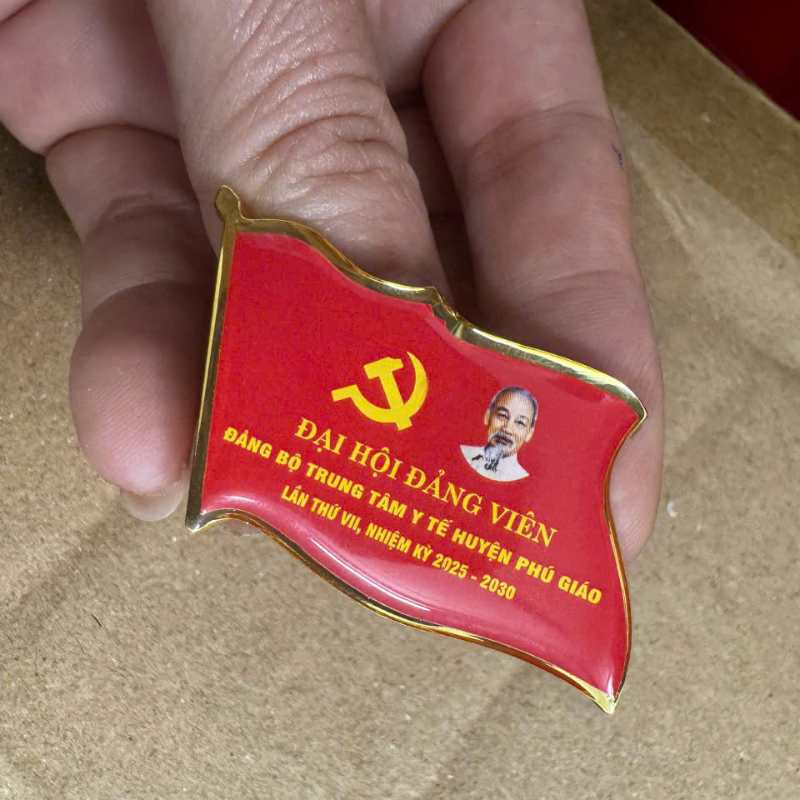 ĐẠI HỘI ĐẢNG VIÊN
ĐẢNG BỘ TRUNG TÂM Y TẾ HUYỆN PHÚ GIÁO
LẦN THỨ VII, NHIỆM KỲ 2025 - 2030